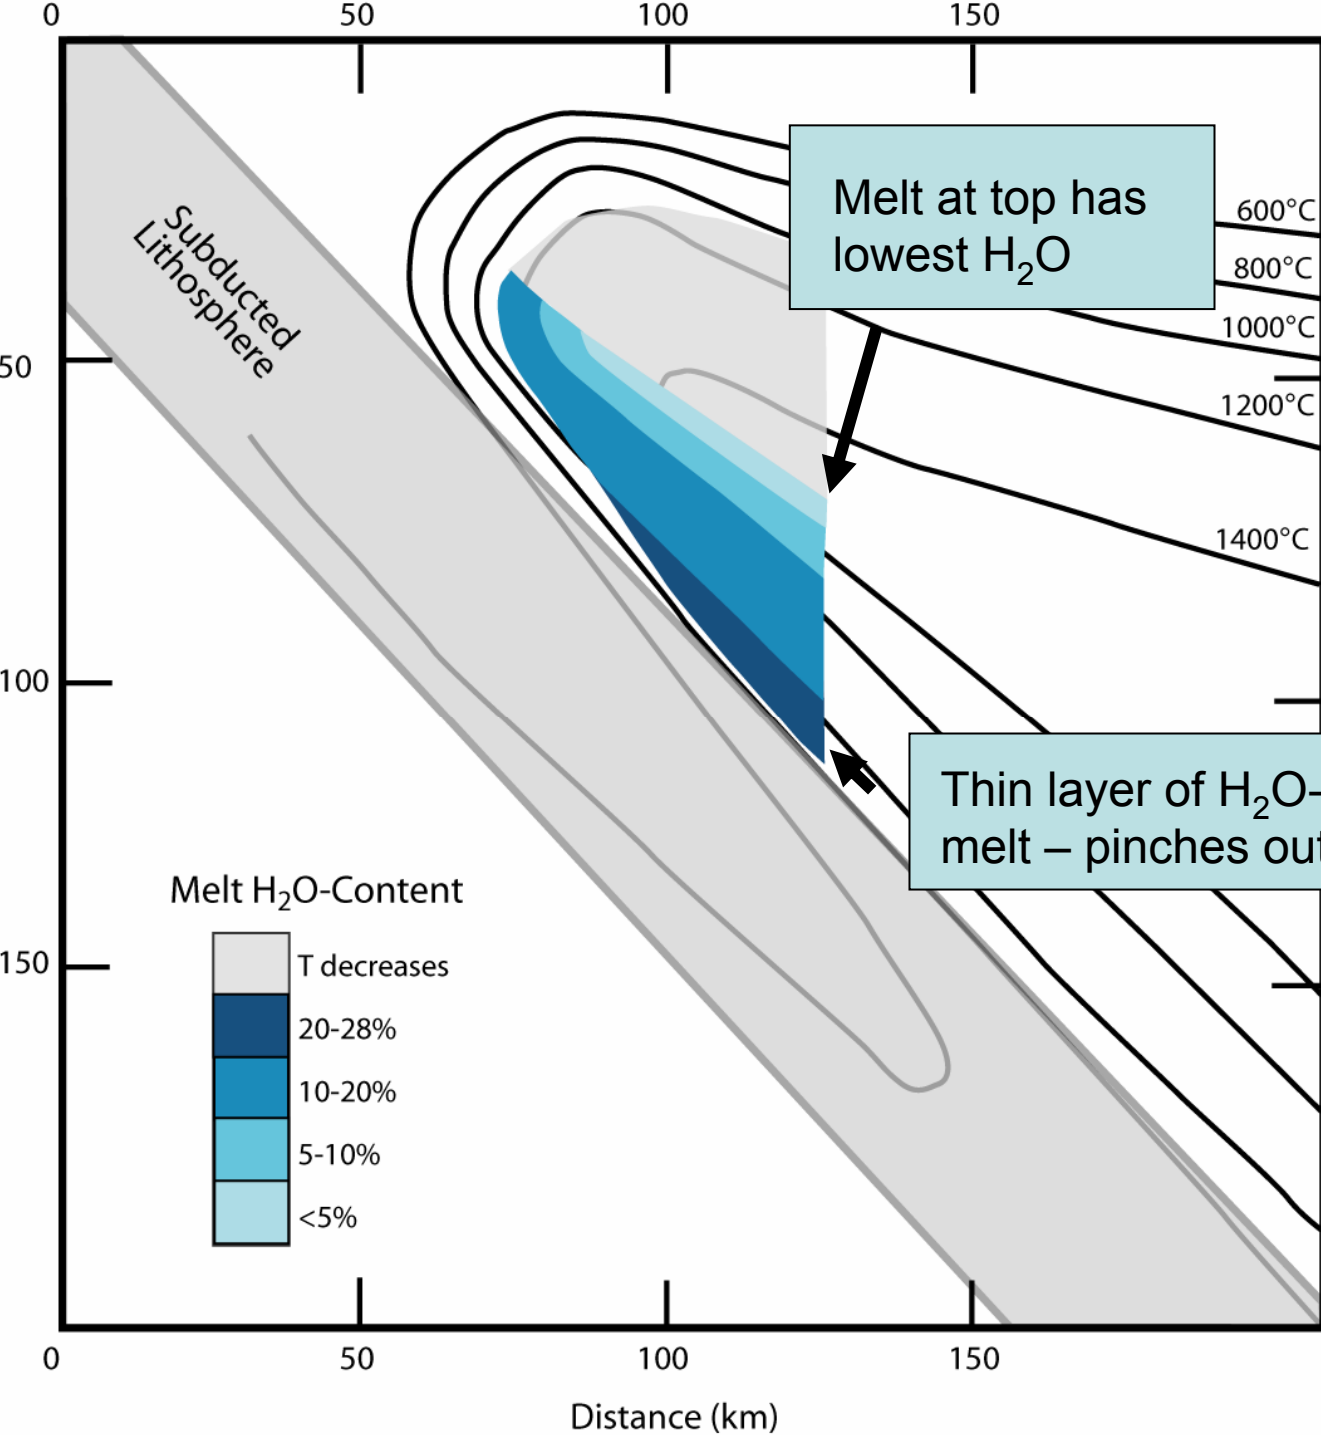 0 50 100 150
Melt at top has
lowest H₂O
600°C
800°C
1000°C
1200°C
1400°C
Subducted
Lithosphere
50
100
150
Thin layer of H₂O-
melt – pinches out
Melt H₂O-Content
T decreases
20-28%
10-20%
5-10%
<5%
0 50 100 150
Distance (km)